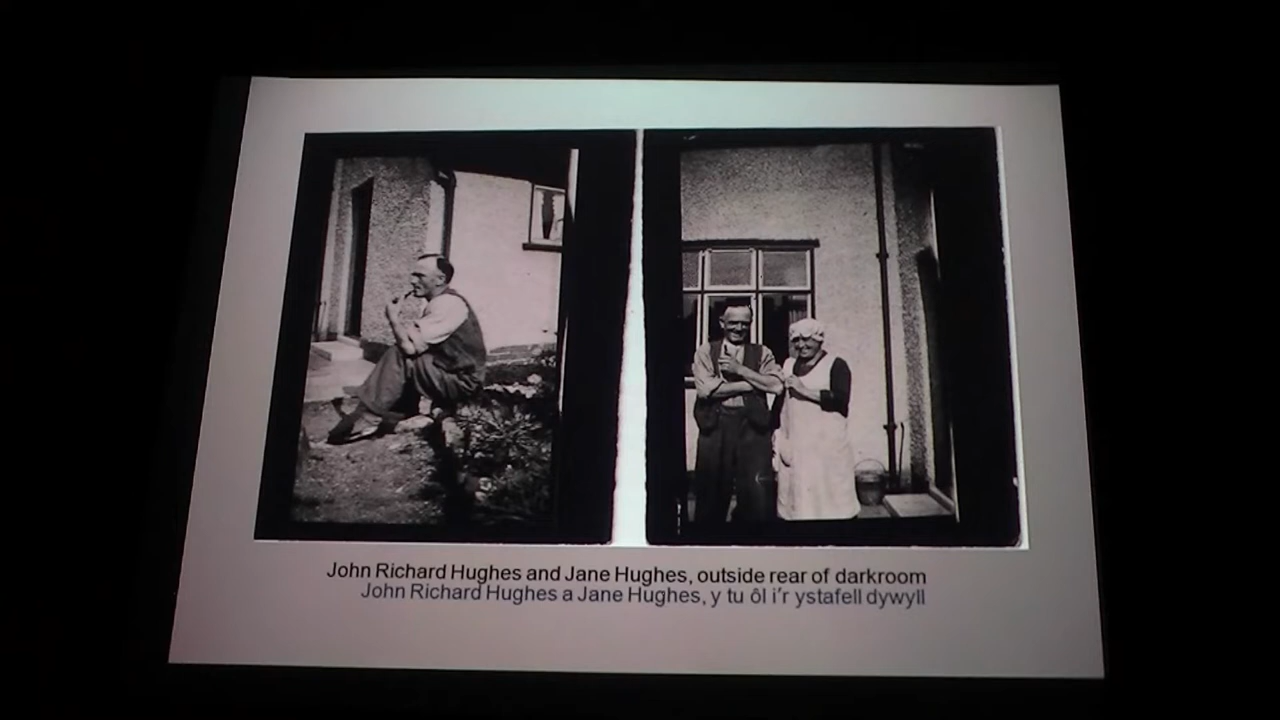 John Richard Hughes and Jane Hughes, outside rear of darkroom
John Richard Hughes a Jane Hughes, y tu ôl i'r ystafell dywyll